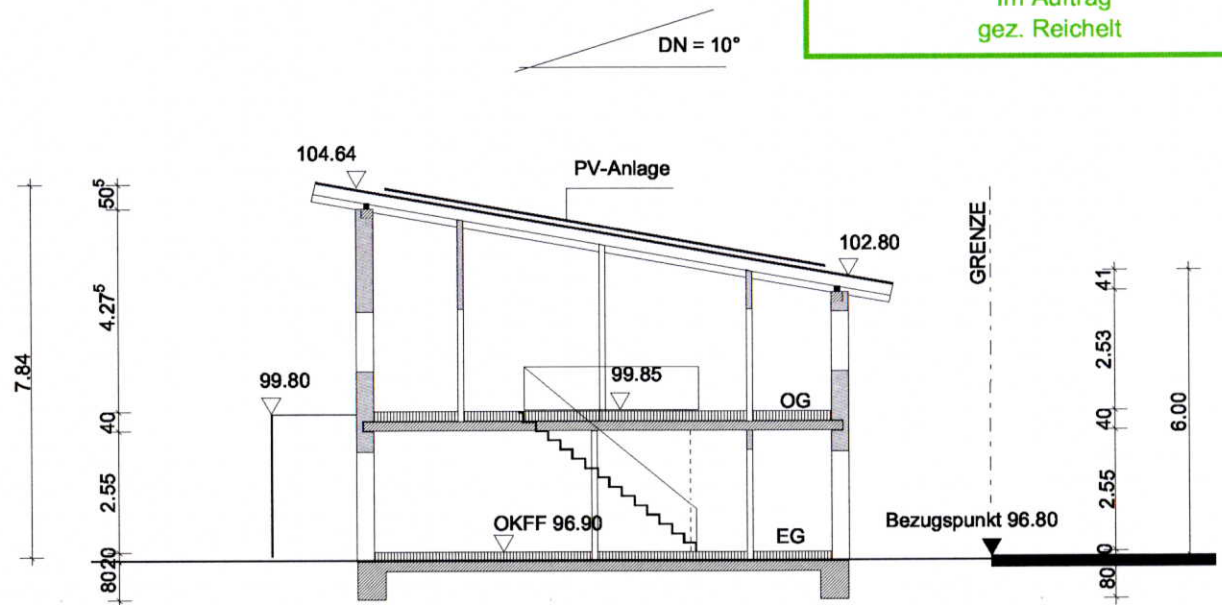 im Auftrag
gez. Reichelt
DN = 10°
104.64
PV-Anlage
102.80
GRENZE
50⁵
4.27⁵
7.84
40
2.55
20
80
99.80
99.85
OG
OKFF 96.90
EG
Bezugspunkt 96.80
41
2.53
40
6.00
2.55
80